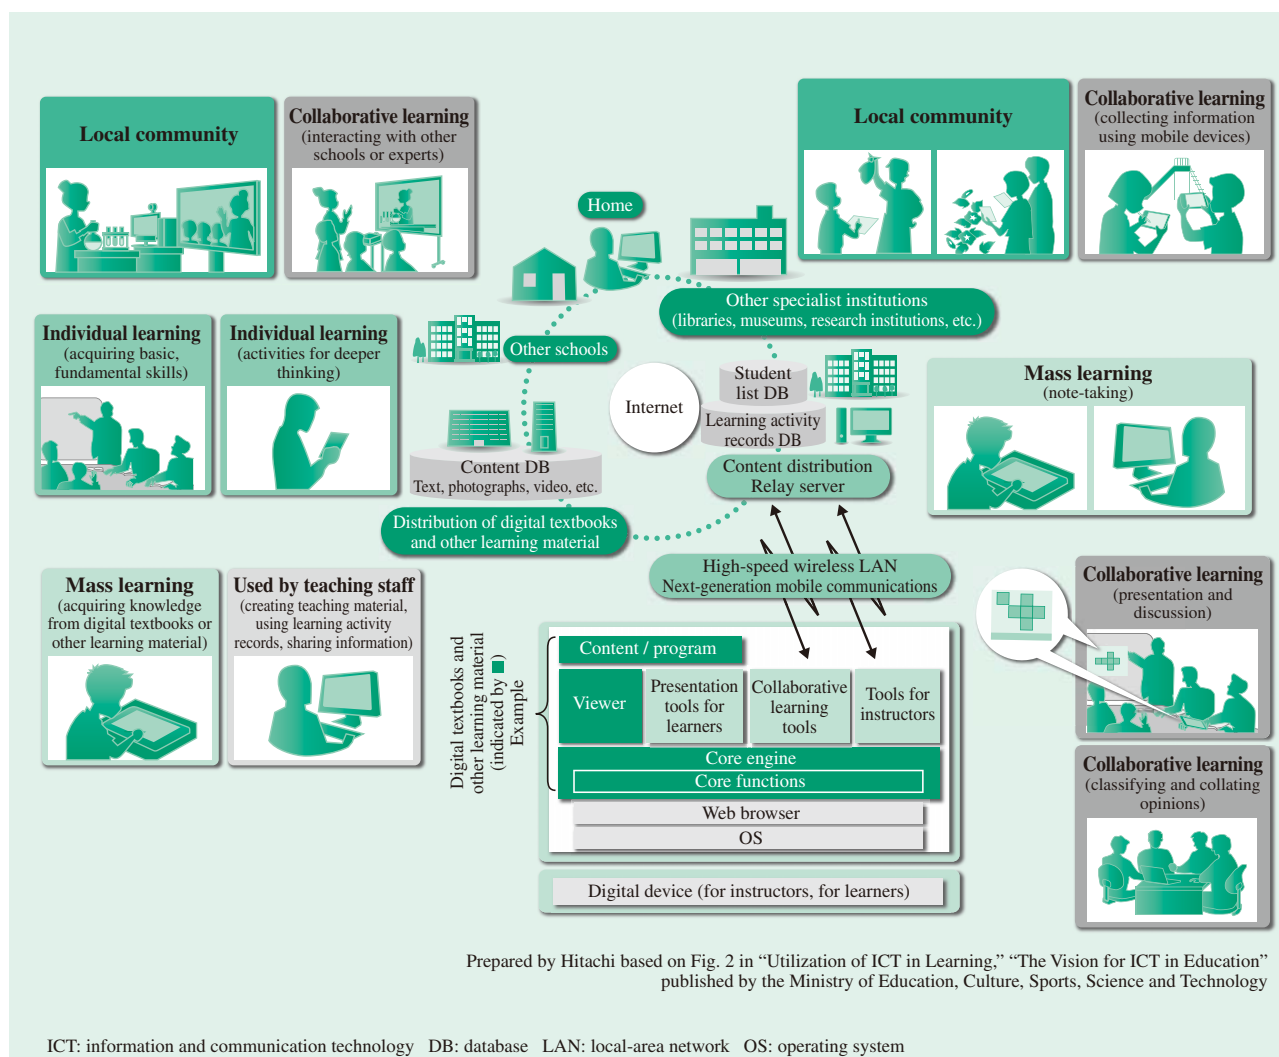 Local community
Collaborative learning
(interacting with other
schools or experts)
Home
Local community
Collaborative learning
(collecting information
using mobile devices)
Other specialist institutions
(libraries, museums, research institutions, etc.)
Individual learning
(acquiring basic,
fundamental skills)
Individual learning
(activities for deeper
thinking)
Other schools
Internet
Student
list DB
Learning activity
records DB
Mass learning
(note-taking)
Content DB
Text, photographs, video, etc.
Content distribution
Relay server
Distribution of digital textbooks
and other learning material
High-speed wireless LAN
Next-generation mobile communications
Mass learning
(acquiring knowledge
from digital textbooks or
other learning material)
Used by teaching staff
(creating teaching material,
using learning activity
records, sharing information)
Collaborative learning
(presentation and
discussion)
Digital textbooks and
other learning material
(indicated by ■)
Example
Content / program
Viewer
Presentation
tools for
learners
Collaborative
learning
tools
Tools for
instructors
Core engine
Core functions
Web browser
OS
Digital device (for instructors, for learners)
Collaborative learning
(classifying and collating
opinions)
Prepared by Hitachi based on Fig. 2 in “Utilization of ICT in Learning,” “The Vision for ICT in Education”
published by the Ministry of Education, Culture, Sports, Science and Technology
ICT: information and communication technology DB: database LAN: local-area network OS: operating system